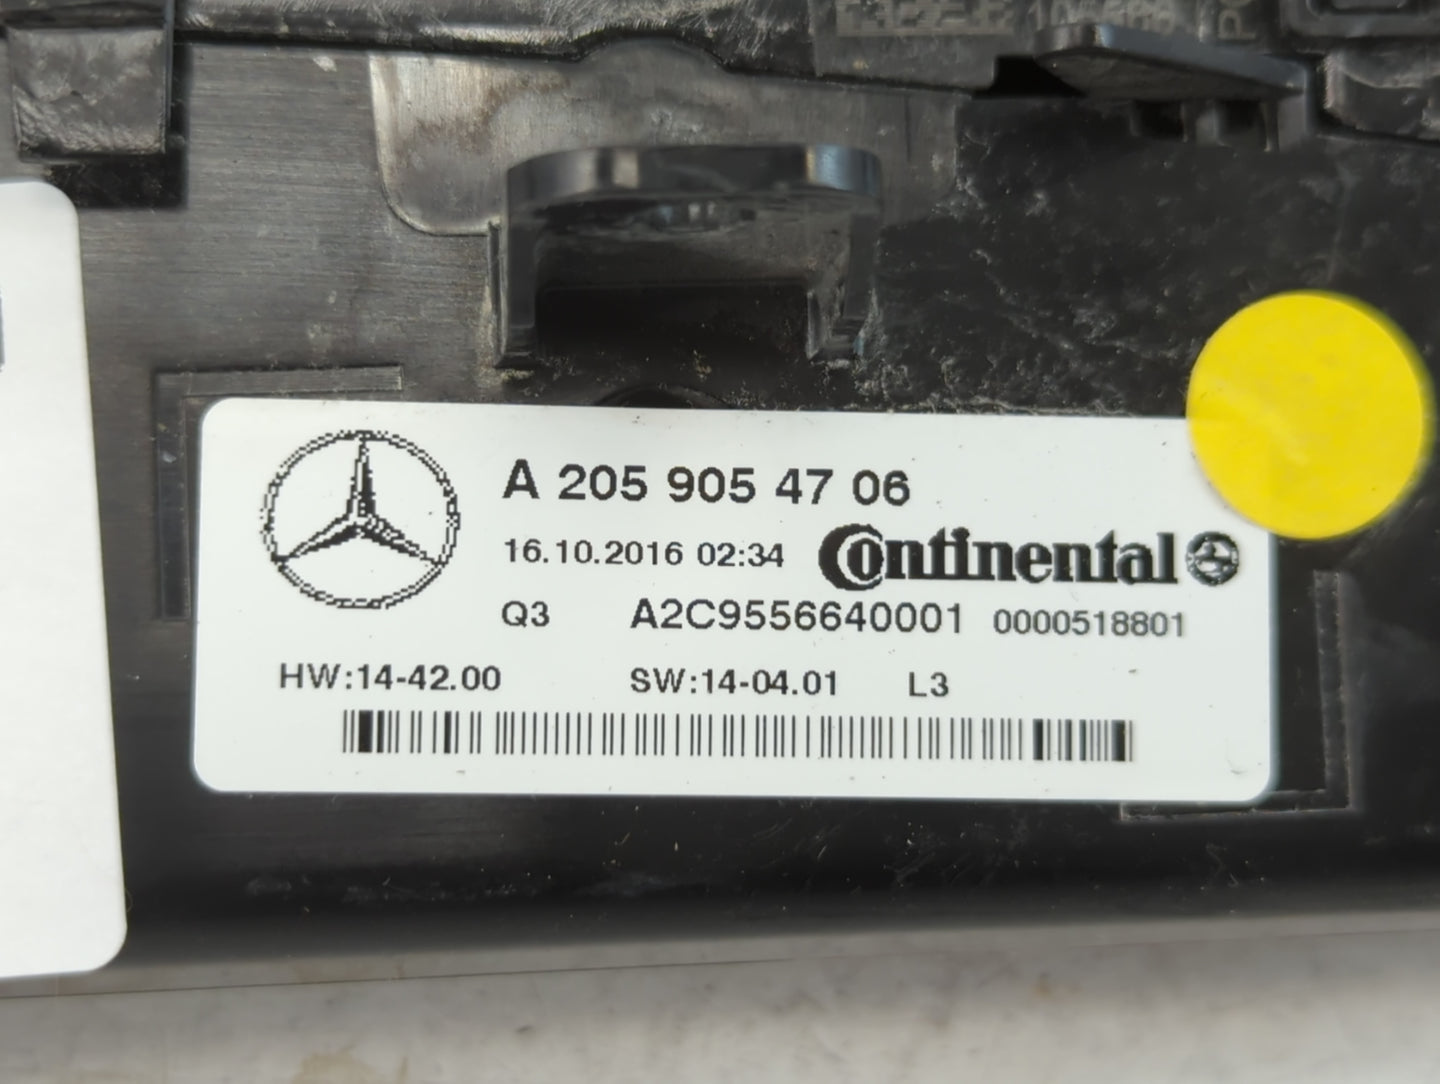 A 205 905 47 06
16.10.2016 02:34 Continental
Q3 A2C9556640001 0000518801
HW:14-42.00 SW:14-04.01 L3